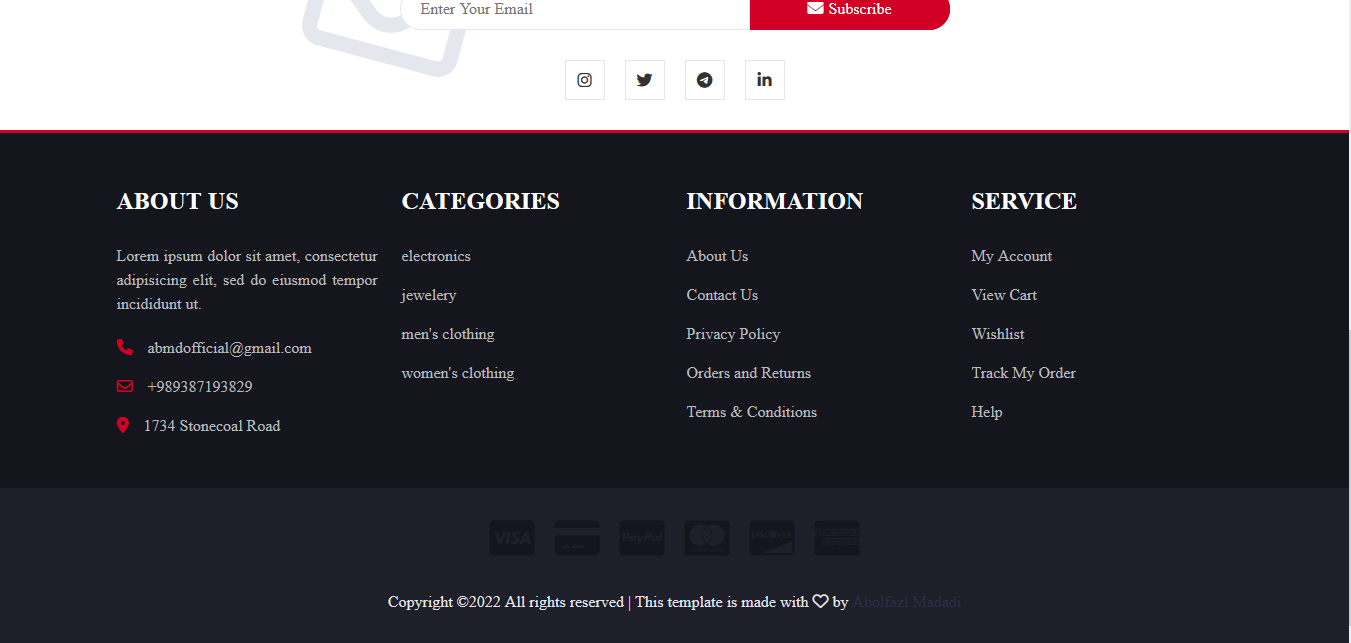 Enter Your Email
Subscribe
ABOUT US
Lorem ipsum dolor sit amet, consectetur
adipisicing elit, sed do eiusmod tempor
incididunt ut.
abmdofficial@gmail.com
+989387193829
1734 Stonecoal Road
CATEGORIES
electronics
jewelery
men's clothing
women's clothing
INFORMATION
About Us
Contact Us
Privacy Policy
Orders and Returns
Terms & Conditions
SERVICE
My Account
View Cart
Wishlist
Track My Order
Help
VISA
PayPal
DISCOVER
Copyright ©2022 All rights reserved | This template is made with ♡ by Abolfazl Madadi